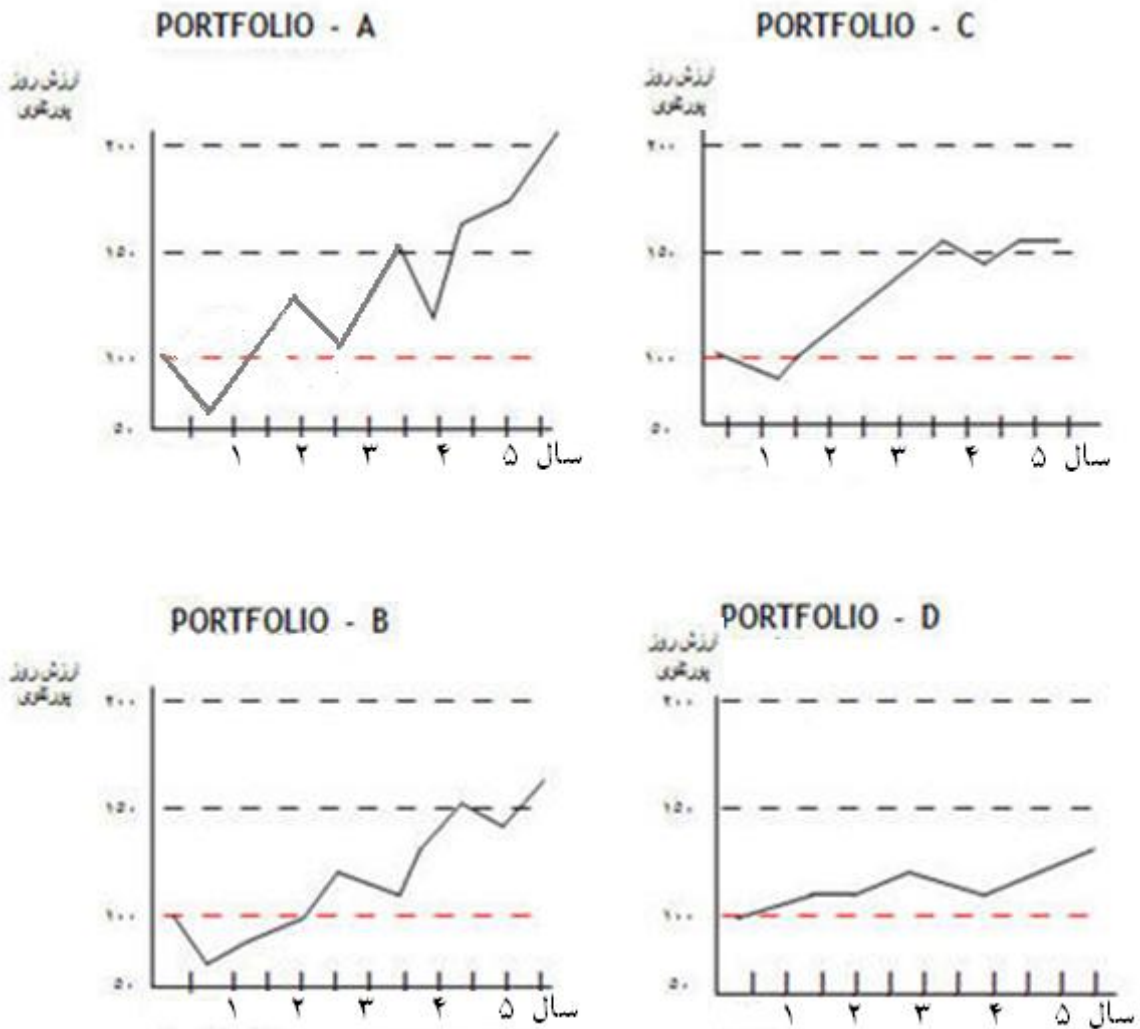 PORTFOLIO - A
ارزش روز
پورتفوی
۲۰۰
۱۵۰
۱۰۰
۵۰
۱ ۲ ۳ ۴ ۵ سال
PORTFOLIO - C
ارزش روز
پورتفوی
۲۰۰
۱۵۰
۱۰۰
۵۰
۱ ۲ ۳ ۴ ۵ سال
PORTFOLIO - B
ارزش روز
پورتفوی
۲۰۰
۱۵۰
۱۰۰
۵۰
۱ ۲ ۳ ۴ ۵ سال
PORTFOLIO - D
ارزش روز
پورتفوی
۲۰۰
۱۵۰
۱۰۰
۵۰
۱ ۲ ۳ ۴ ۵ سال